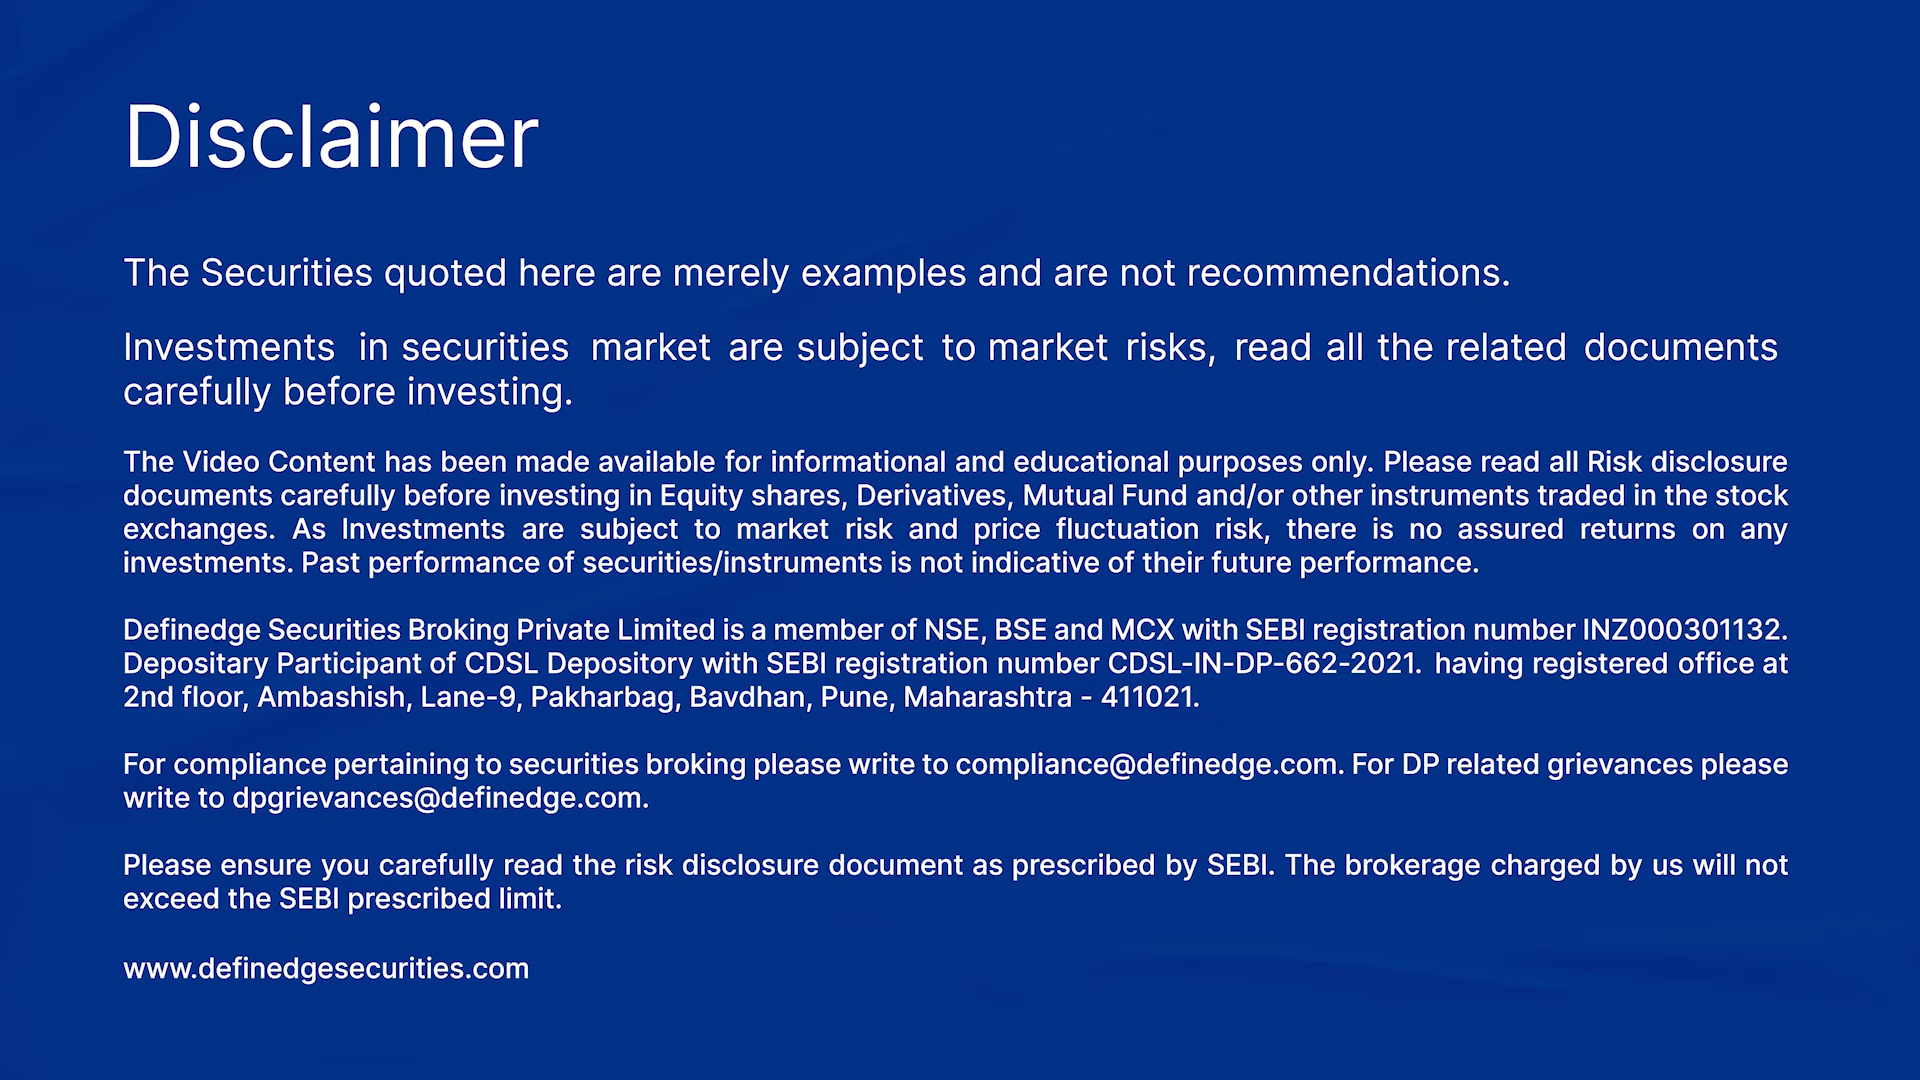 Disclaimer
The Securities quoted here are merely examples and are not recommendations.
Investments in securities market are subject to market risks, read all the related documents
carefully before investing.
The Video Content has been made available for informational and educational purposes only. Please read all Risk disclosure
documents carefully before investing in Equity shares, Derivatives, Mutual Fund and/or other instruments traded in the stock
exchanges. As Investments are subject to market risk and price fluctuation risk, there is no assured returns on any
investments. Past performance of securities/instruments is not indicative of their future performance.
Definedge Securities Broking Private Limited is a member of NSE, BSE and MCX with SEBI registration number INZ000301132.
Depositary Participant of CDSL Depository with SEBI registration number CDSL-IN-DP-662-2021. having registered office at
2nd floor, Ambashish, Lane-9, Pakharbag, Bavdhan, Pune, Maharashtra - 411021.
For compliance pertaining to securities broking please write to compliance@definedge.com. For DP related grievances please
write to dpgrievances@definedge.com.
Please ensure you carefully read the risk disclosure document as prescribed by SEBI. The brokerage charged by us will not
exceed the SEBI prescribed limit.
www.definedgesecurities.com